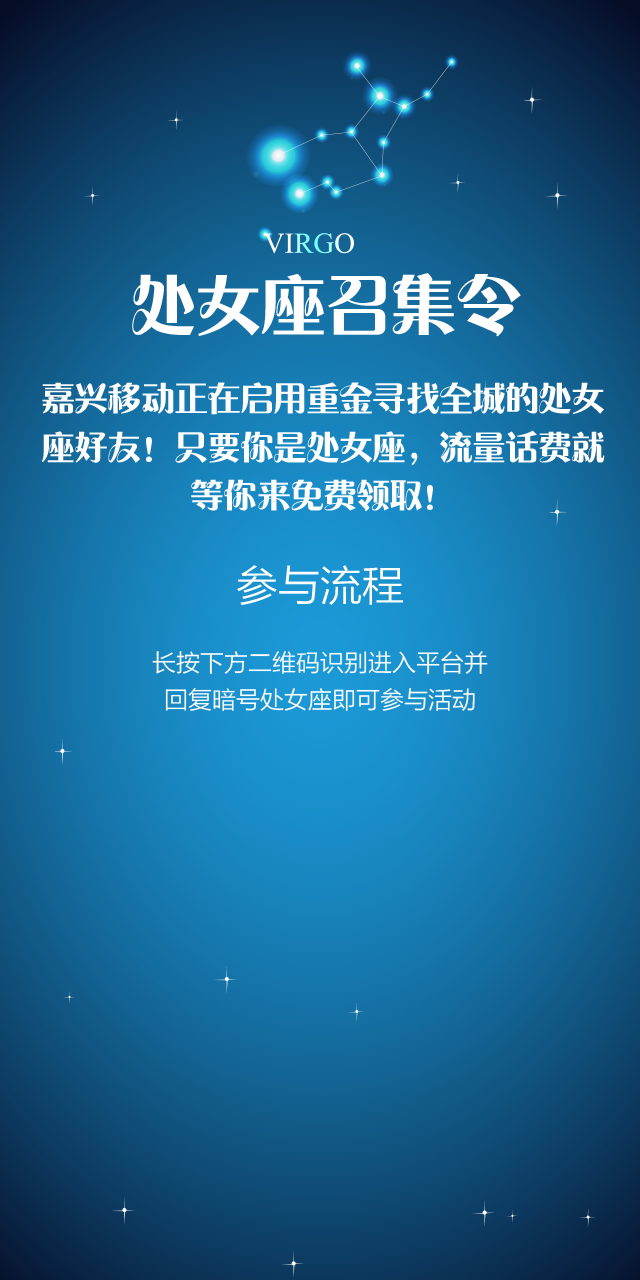 VIRGO
处女座召集令
嘉兴移动正在启用重金寻找全城的处女
座好友！只要你是处女座，流量话费就
等你来免费领取！
参与流程
长按下方二维码识别进入平台并
回复暗号处女座即可参与活动